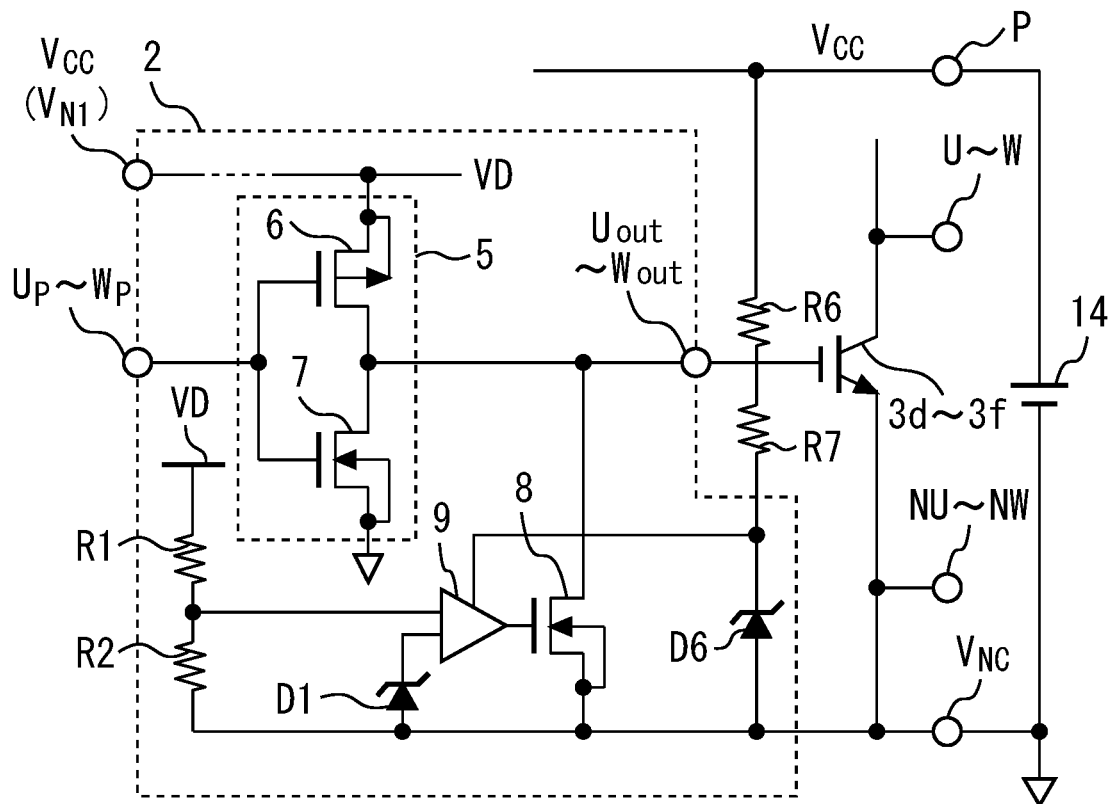 VCC
(VN1)
2
VCC
P
VD
U～W
6
5
Uout
～Wout
UP～WP
R6
14
7
VD
3d～3f
R7
8
9
NU～NW
R1
R2
D6
VNC
D1